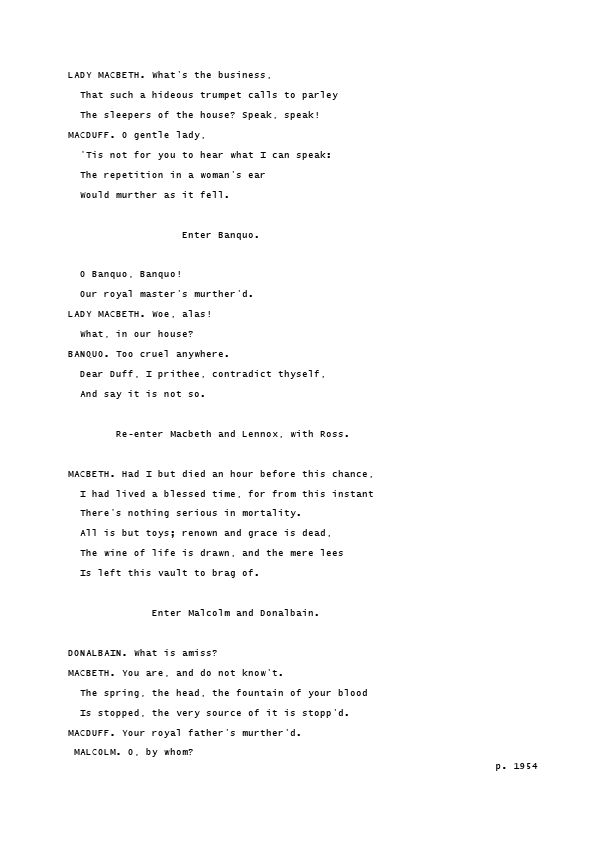 LADY MACBETH. What's the business,
That such a hideous trumpet calls to parley
The sleepers of the house? Speak, speak!
MACDUFF. O gentle lady,
'Tis not for you to hear what I can speak:
The repetition in a woman's ear
Would murther as it fell.
Enter Banquo.
O Banquo, Banquo!
Our royal master's murther'd.
LADY MACBETH. Woe, alas!
What, in our house?
BANQUO. Too cruel anywhere.
Dear Duff, I prithee, contradict thyself,
And say it is not so.
Re-enter Macbeth and Lennox, with Ross.
MACBETH. Had I but died an hour before this chance,
I had lived a blessed time, for from this instant
There's nothing serious in mortality.
All is but toys; renown and grace is dead,
The wine of life is drawn, and the mere lees
Is left this vault to brag of.
Enter Malcolm and Donalbain.
DONALBAIN. What is amiss?
MACBETH. You are, and do not know't.
The spring, the head, the fountain of your blood
Is stopped, the very source of it is stopp'd.
MACDUFF. Your royal father's murther'd.
MALCOLM. O, by whom?
p. 1954